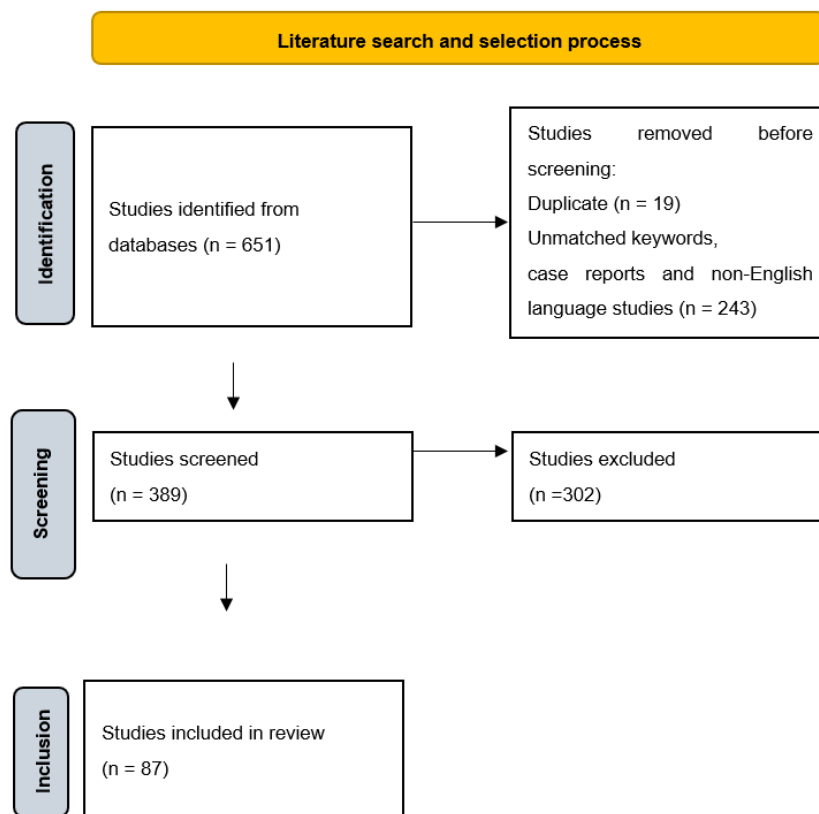 Literature search and selection process
Identification
Studies identified from
databases (n = 651)
Studies removed before
screening:
Duplicate (n = 19)
Unmatched keywords,
case reports and non-English
language studies (n = 243)
Screening
Studies screened
(n = 389)
Studies excluded
(n =302)
Inclusion
Studies included in review
(n = 87)